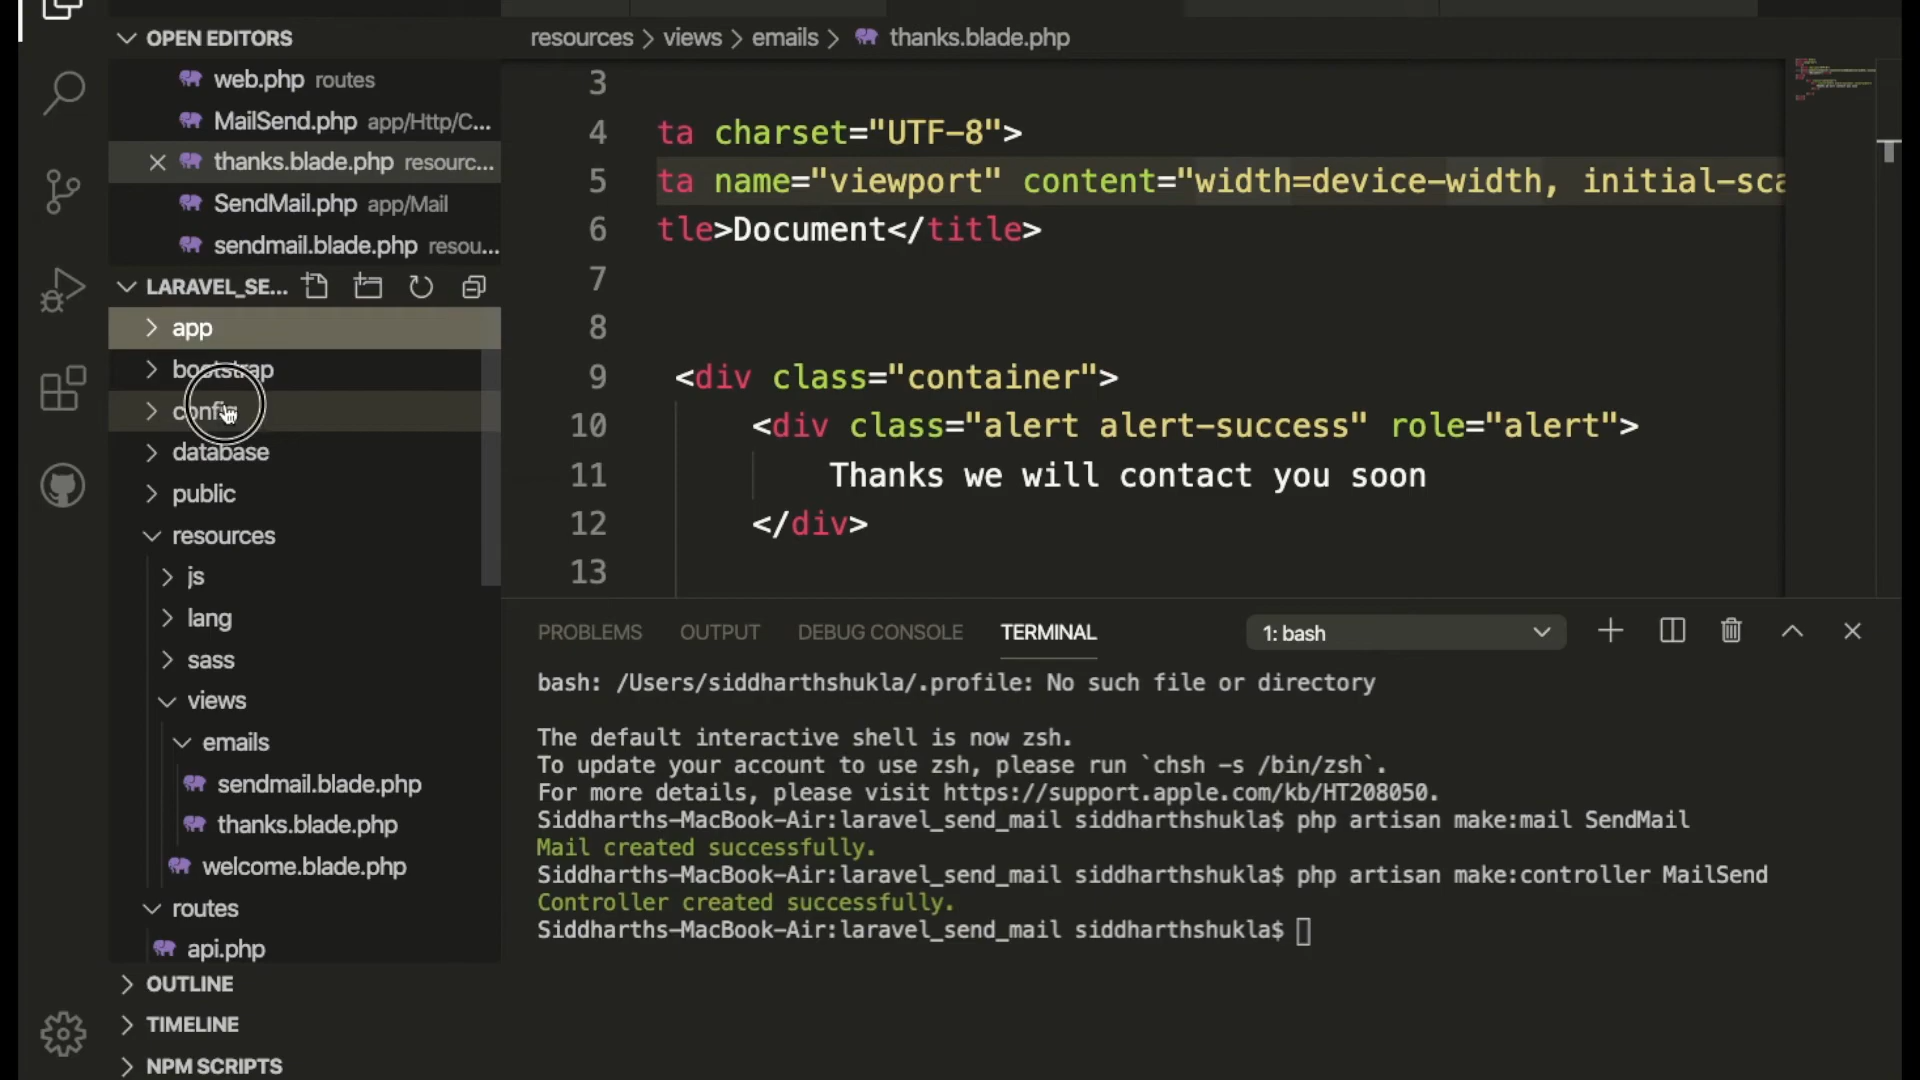 OPEN EDITORS
web.php routes
MailSend.php app/Http/C...
thanks.blade.php resourc...
SendMail.php app/Mail
sendmail.blade.php resou...
LARAVEL_SE...
app
bootstrap
config
database
public
resources
js
lang
sass
views
emails
sendmail.blade.php
thanks.blade.php
welcome.blade.php
routes
api.php
OUTLINE
TIMELINE
NPM SCRIPTS
resources > views > emails > thanks.blade.php
3
4 ta charset="UTF-8">
5 ta name="viewport" content="width=device-width, initial-sca
6 tle>Document</title>
7
8
9 <div class="container">
10 <div class="alert alert-success" role="alert">
11 Thanks we will contact you soon
12 </div>
13
PROBLEMS OUTPUT DEBUG CONSOLE TERMINAL 1: bash
bash: /Users/siddharthshukla/.profile: No such file or directory
The default interactive shell is now zsh.
To update your account to use zsh, please run `chsh -s /bin/zsh`.
For more details, please visit https://support.apple.com/kb/HT208050.
Siddharths-MacBook-Air:laravel_send_mail siddharthshukla$ php artisan make:mail SendMail
Mail created successfully.
Siddharths-MacBook-Air:laravel_send_mail siddharthshukla$ php artisan make:controller MailSend
Controller created successfully.
Siddharths-MacBook-Air:laravel_send_mail siddharthshukla$